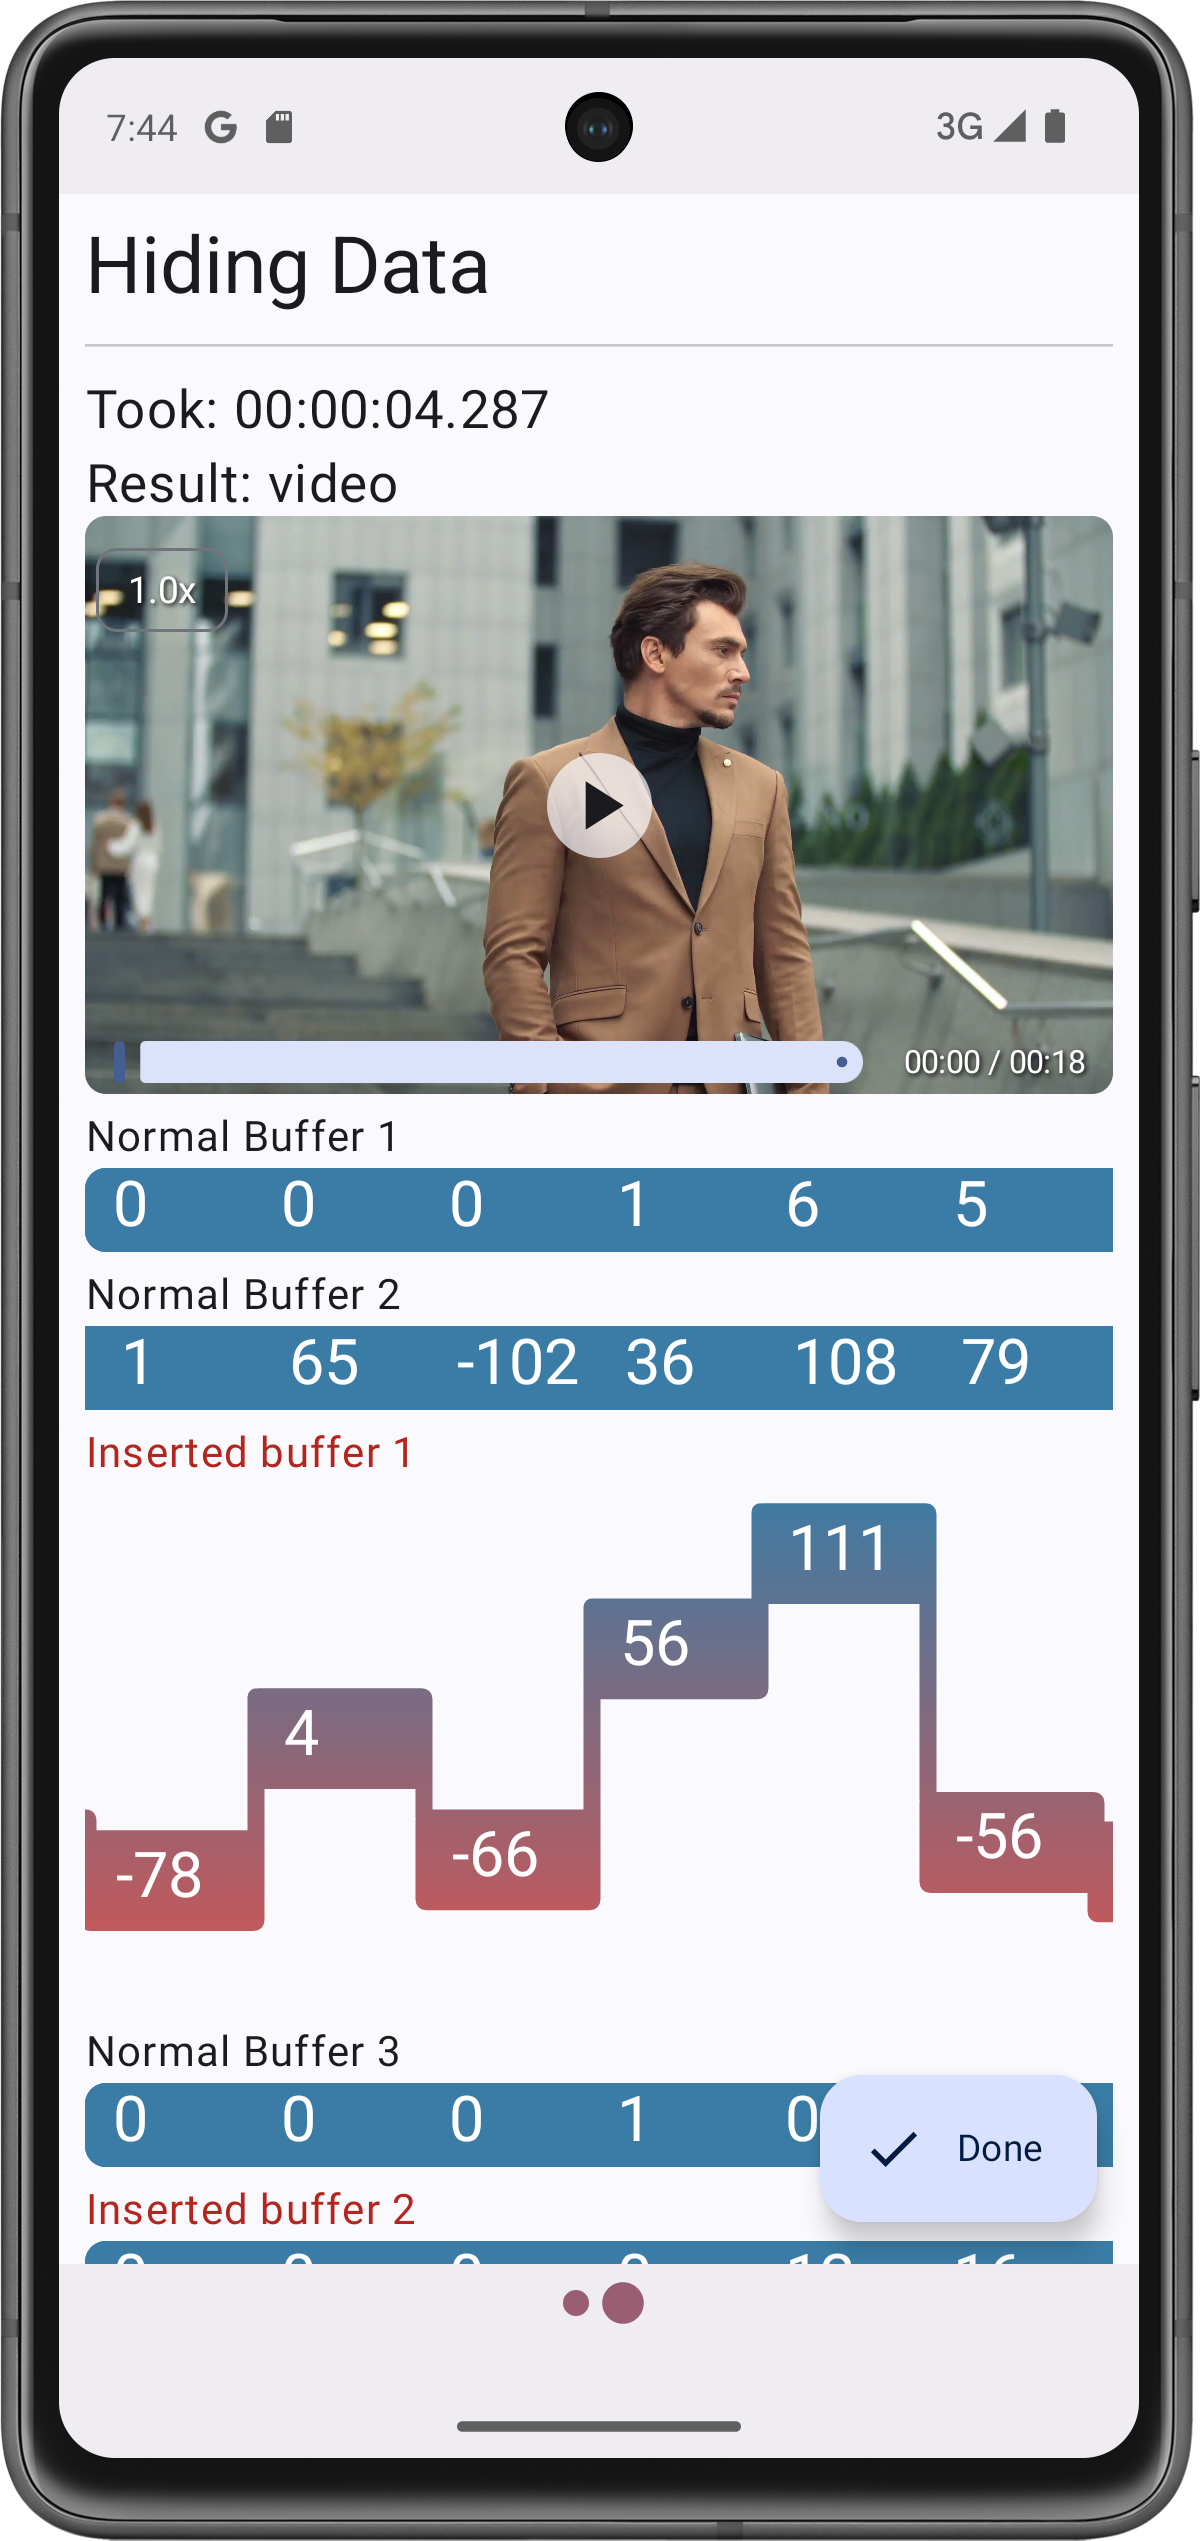 7:44 3G
Hiding Data
Took: 00:00:04.287
Result: video
1.0x
00:00 / 00:18
Normal Buffer 1
0 0 0 1 6 5
Normal Buffer 2
1 65 -102 36 108 79
Inserted buffer 1
-78 4 -66 56 111 -56
Normal Buffer 3
0 0 0 1 0
Done
Inserted buffer 2